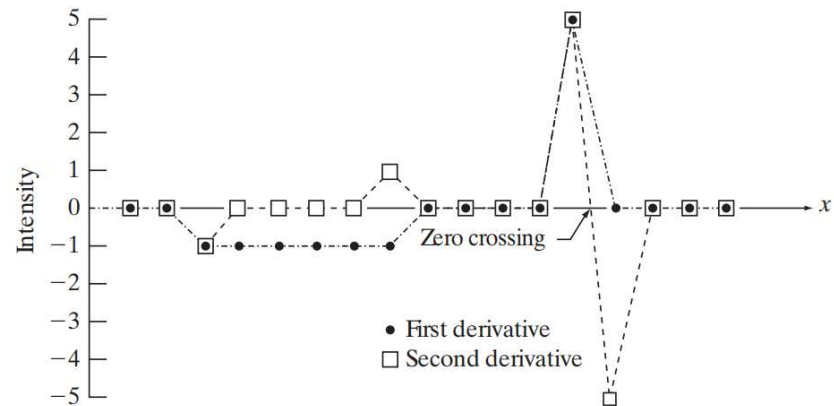 5
4
3
2
1
0
−1
−2
−3
−4
−5
Intensity
x
Zero crossing
First derivative
Second derivative